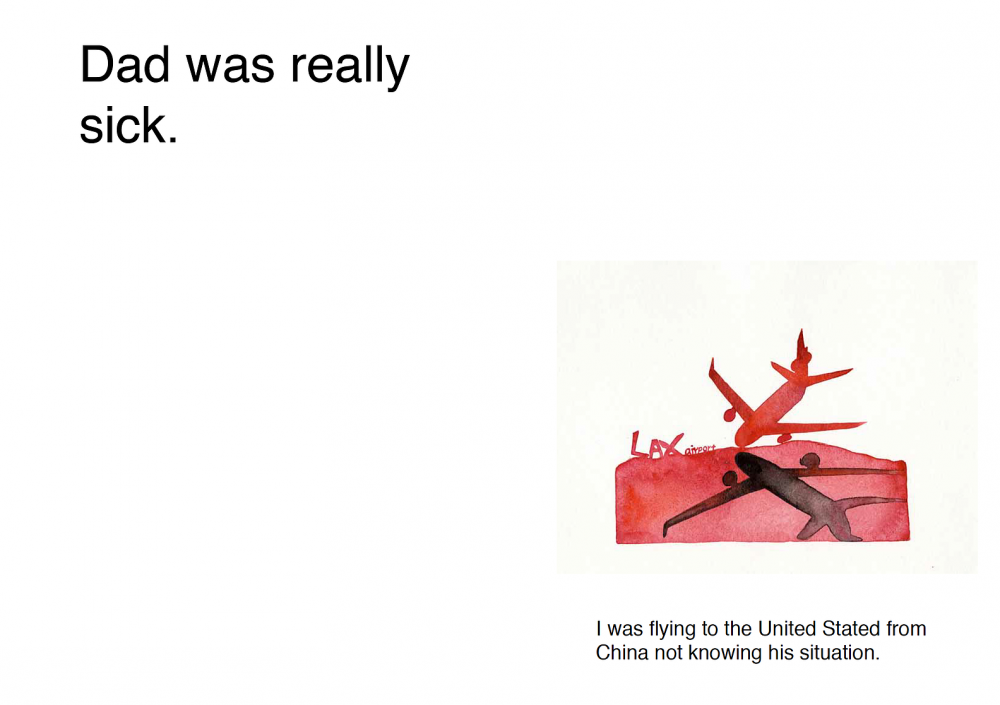 Dad was really
sick.
LAX airport
I was flying to the United Stated from
China not knowing his situation.